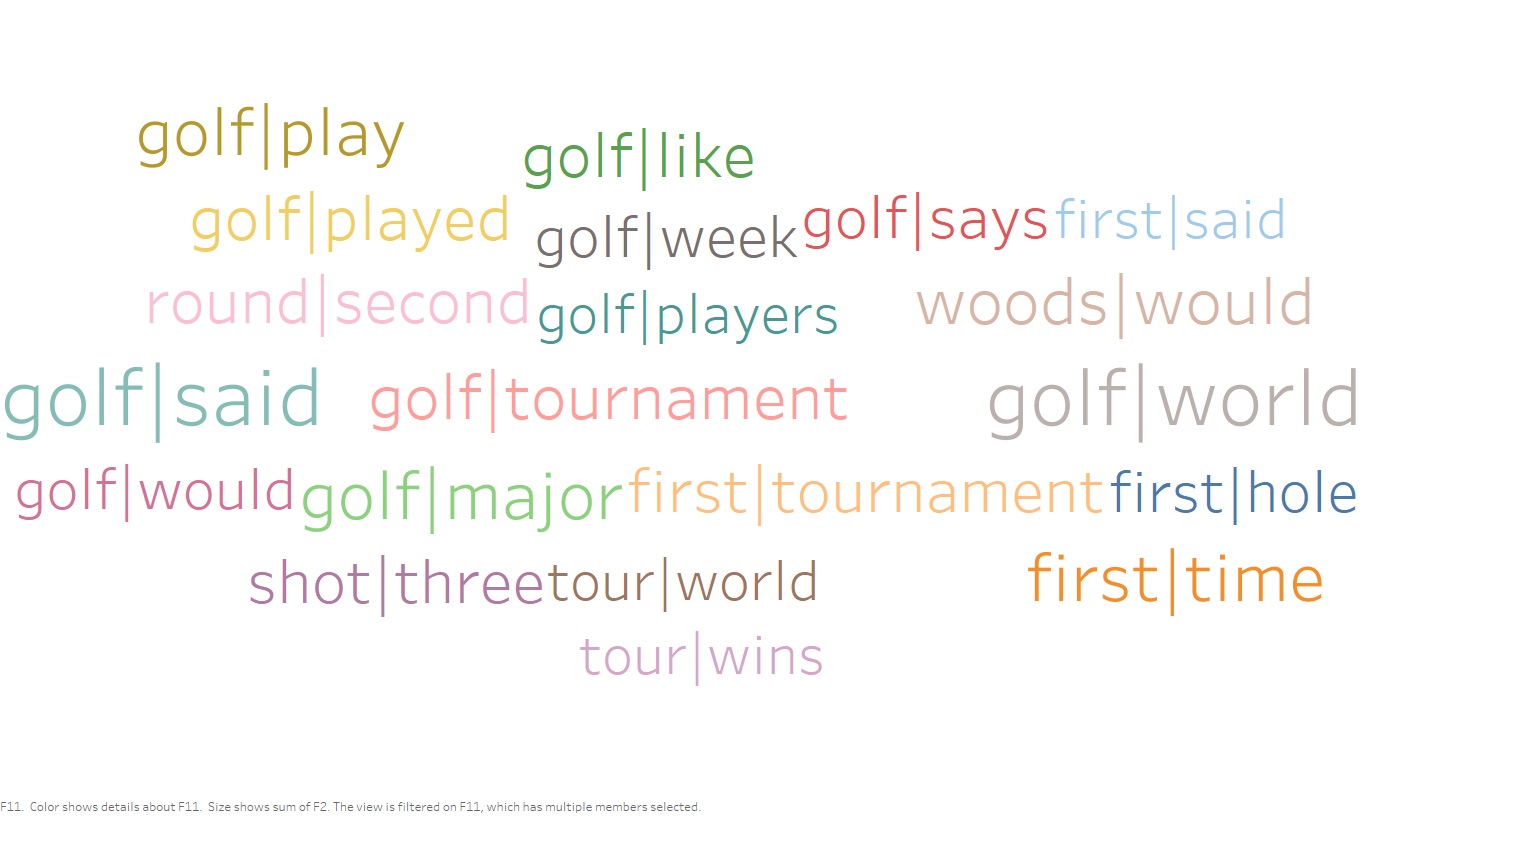 golf|play
golf|like
golf|played
golf|week
golf|says
first|said
round|second
golf|players
woods|would
golf|said
golf|tournament
golf|world
golf|would
golf|major
first|tournament
first|hole
shot|three
tour|world
first|time
tour|wins
F11.  Color shows details about F11.  Size shows sum of F2. The view is filtered on F11, which has multiple members selected.